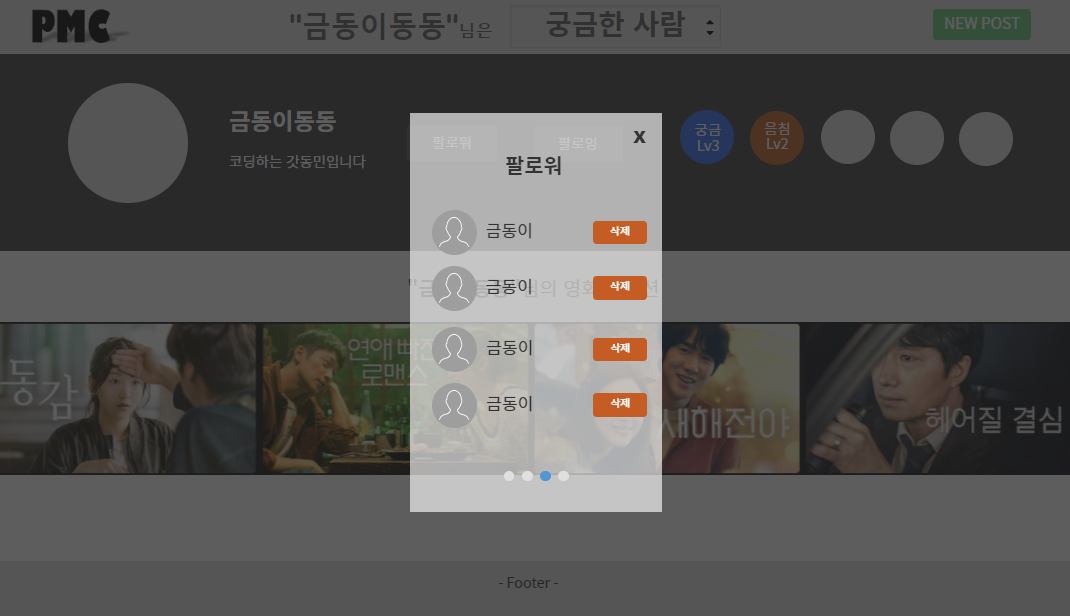 PMC
"금동이동동"님은 궁금한 사람
NEW POST
금동이동동
코딩하는 갓동민입니다
팔로워
팔로잉
X
궁금
Lv3
음침
Lv2
팔로워
금동이 삭제
금동이 삭제
금동이 삭제
금동이 삭제
님의 영화
동감
연애 빠진
로맨스
새해전야
헤어질 결심
- Footer -